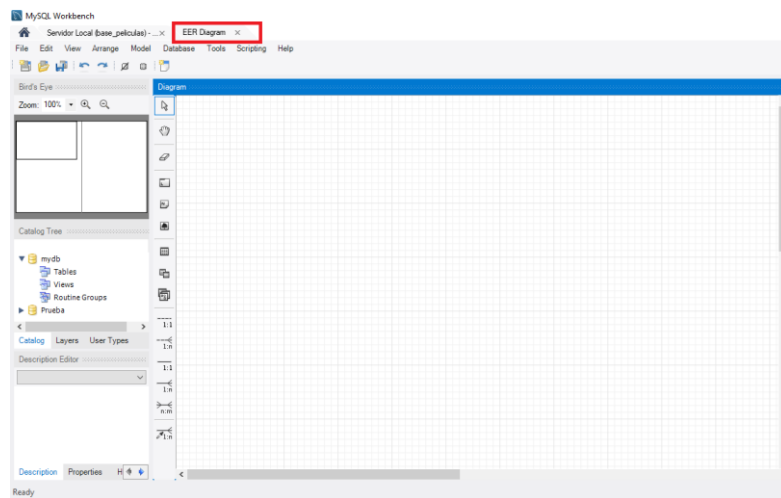 MySQL Workbench
Servidor Local (base_peliculas) - ... ×
EER Diagram ×
File Edit View Arrange Model Database Tools Scripting Help
Bird's Eye
Diagram
Zoom: 100%
Catalog Tree
mydb
Tables
Views
Routine Groups
Prueba
Catalog Layers User Types
Description Editor
Description Properties H
1:1
1:n
1:1
1:n
n:m
1:n
Ready